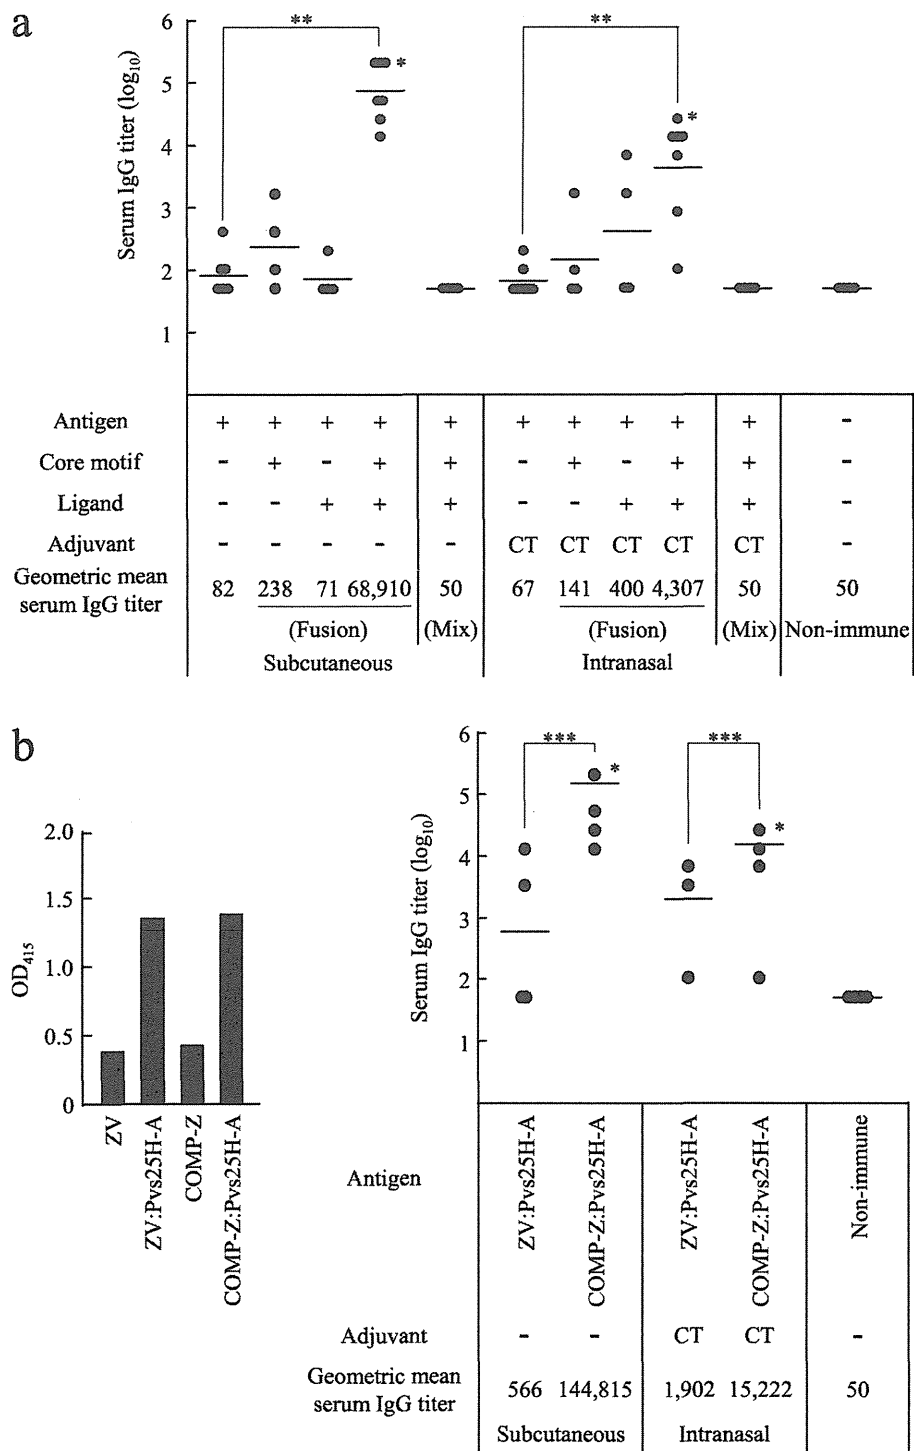 a
Serum IgG titer (log10)
6
5
4
3
2
1
**
*
**
*
Antigen + + + + + + + + + + -
Core motif - + - + + - + - + + -
Ligand - - + + + - - + + + -
Adjuvant - - - - - CT CT CT CT CT -
Geometric mean serum IgG titer 82 238 71 68,910 50 67 141 400 4,307 50 50
(Fusion) (Mix) (Fusion) (Mix) Non-immune
Subcutaneous Intranasal
b
OD415
2.0
1.5
1.0
0.5
0
ZV
ZV:Pvs25H-A
COMP-Z
COMP-Z:Pvs25H-A
Serum IgG titer (log10)
6
5
4
3
2
1
***
*
***
*
Antigen
ZV:Pvs25H-A
COMP-Z:Pvs25H-A
ZV:Pvs25H-A
COMP-Z:Pvs25H-A
Non-immune
Adjuvant - - CT CT -
Geometric mean serum IgG titer 566 144,815 1,902 15,222 50
Subcutaneous Intranasal